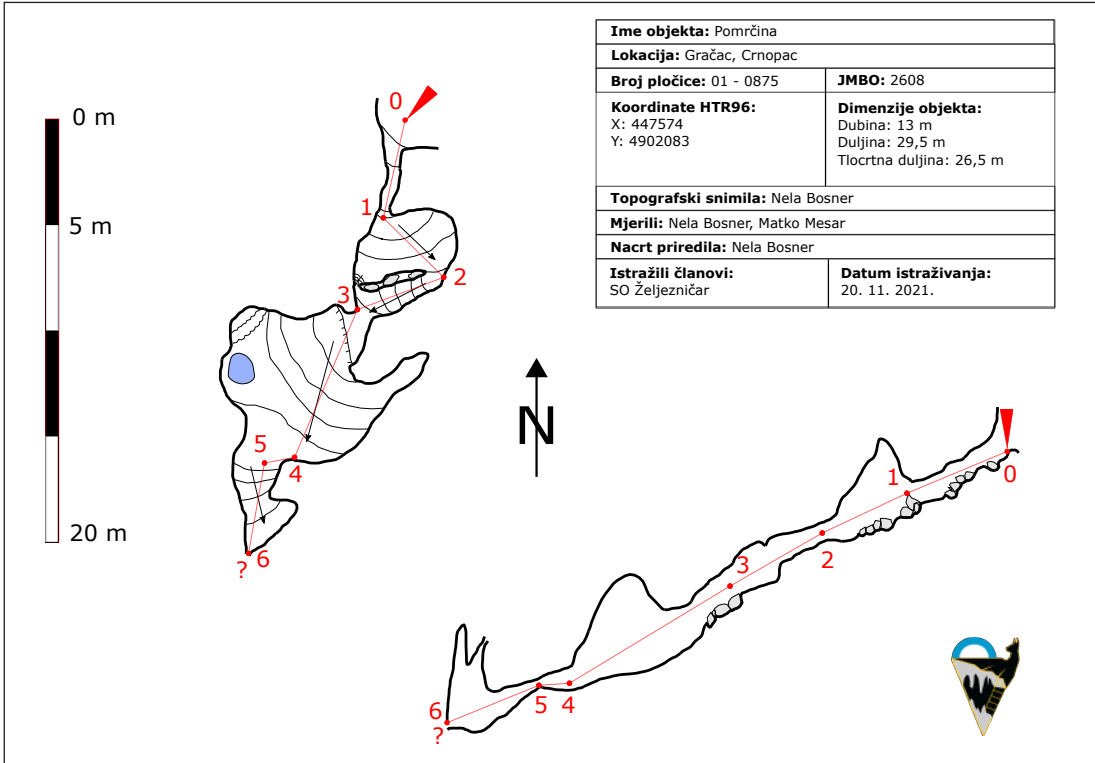 Ime objekta: Pomrčina
Lokacija: Gračac, Crnopac
Broj pločice: 01 - 0875
JMBO: 2608
Koordinate HTR96:
X: 447574
Y: 4902083
Dimenzije objekta:
Dubina: 13 m
Duljina: 29,5 m
Tlocrtna duljina: 26,5 m
Topografski snimila: Nela Bosner
Mjerili: Nela Bosner, Matko Mesar
Nacrt priredila: Nela Bosner
Istražili članovi:
SO Željezničar
Datum istraživanja:
20. 11. 2021.
0 m
5 m
20 m
0
1
2
3
4
5
6
?
N
0
1
2
3
4
5
6
?